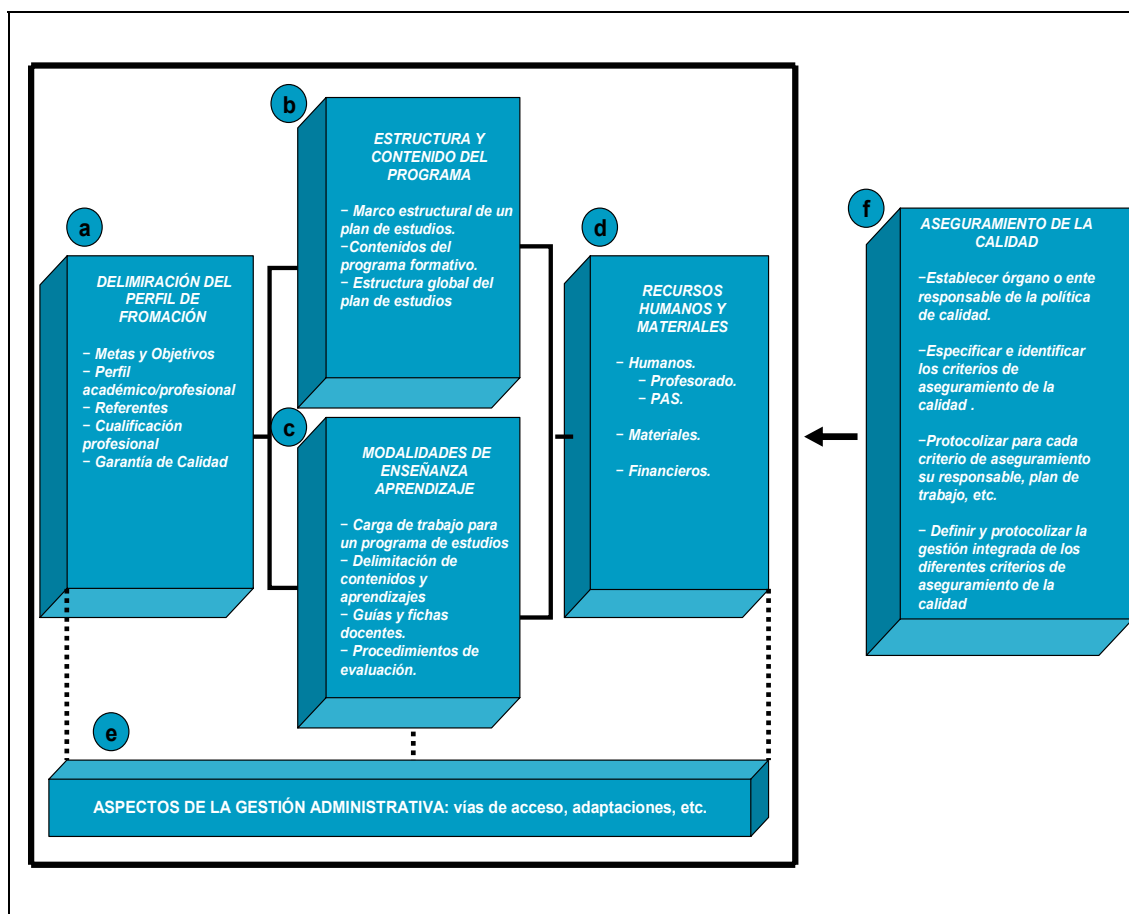 a
DELIMIRACIÓN DEL
PERFIL DE
FROMACIÓN
− Metas y Objetivos
− Perfil
académico/profesional
− Referentes
− Cualificación
profesional
− Garantía de Calidad
b
ESTRUCTURA Y
CONTENIDO DEL
PROGRAMA
− Marco estructural de un
plan de estudios.
−Contenidos del
programa formativo.
− Estructura global del
plan de estudios
c
MODALIDADES DE
ENSEÑANZA
APRENDIZAJE
− Carga de trabajo para
un programa de estudios
− Delimitación de
contenidos y
aprendizajes
− Guías y fichas
docentes.
− Procedimientos de
evaluación.
d
RECURSOS
HUMANOS Y
MATERIALES
− Humanos.
− Profesorado.
− PAS.
− Materiales.
− Financieros.
e
ASPECTOS DE LA GESTIÓN ADMINISTRATIVA: vías de acceso, adaptaciones, etc.
f
ASEGURAMIENTO DE LA
CALIDAD
−Establecer órgano o ente
responsable de la política
de calidad.
−Especificar e identificar
los criterios de
aseguramiento de la
calidad .
−Protocolizar para cada
criterio de aseguramiento
su responsable, plan de
trabajo, etc.
− Definir y protocolizar la
gestión integrada de los
diferentes criterios de
aseguramiento de la
calidad